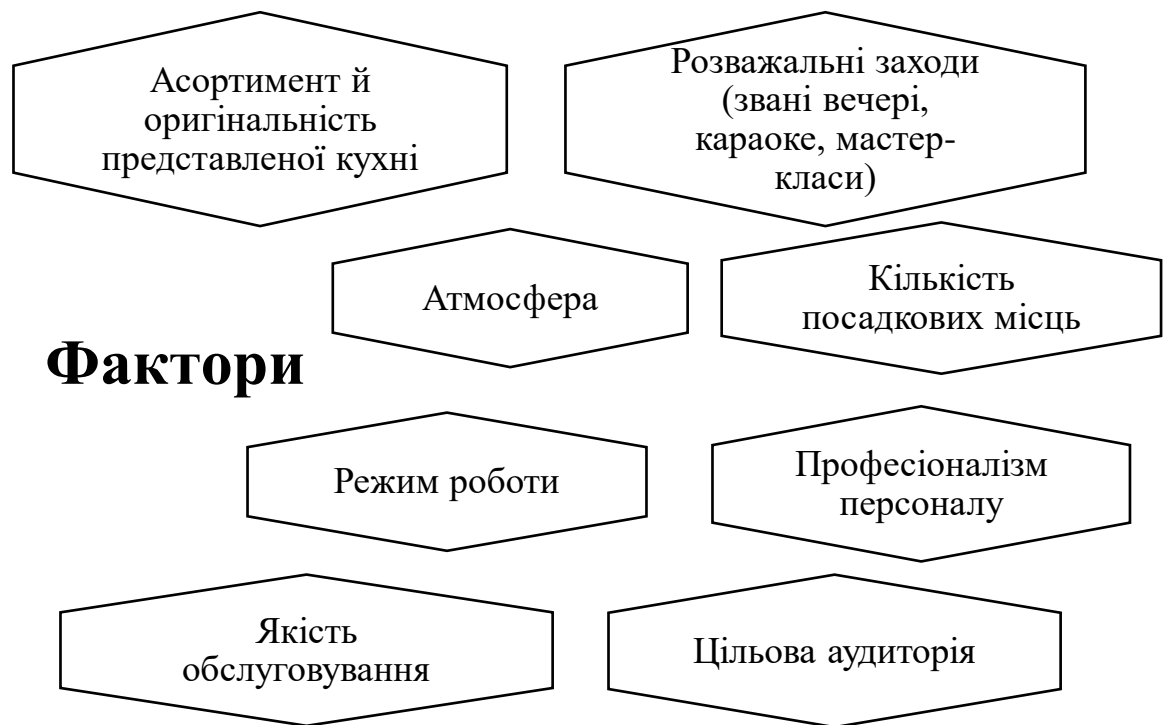 Асортимент й
оригінальність
представленої кухні
Розважальні заходи
(звані вечері,
караоке, мастер-
класи)
Атмосфера
Кількість
посадкових місць
Фактори
Режим роботи
Професіоналізм
персоналу
Якість
обслуговування
Цільова аудиторія